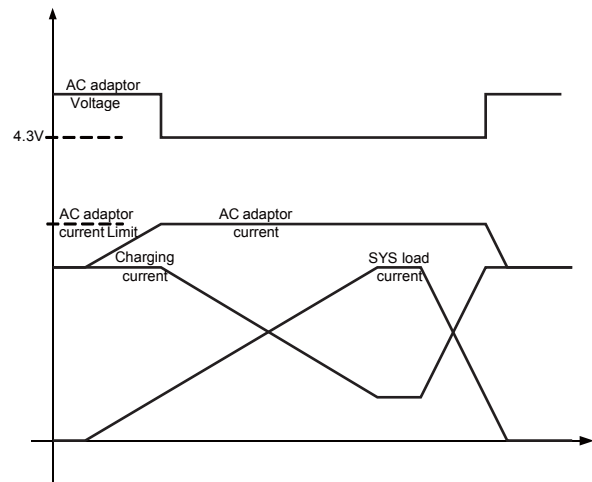 AC adaptor
Voltage
4.3V
AC adaptor
current Limit
AC adaptor
current
Charging
current
SYS load
current